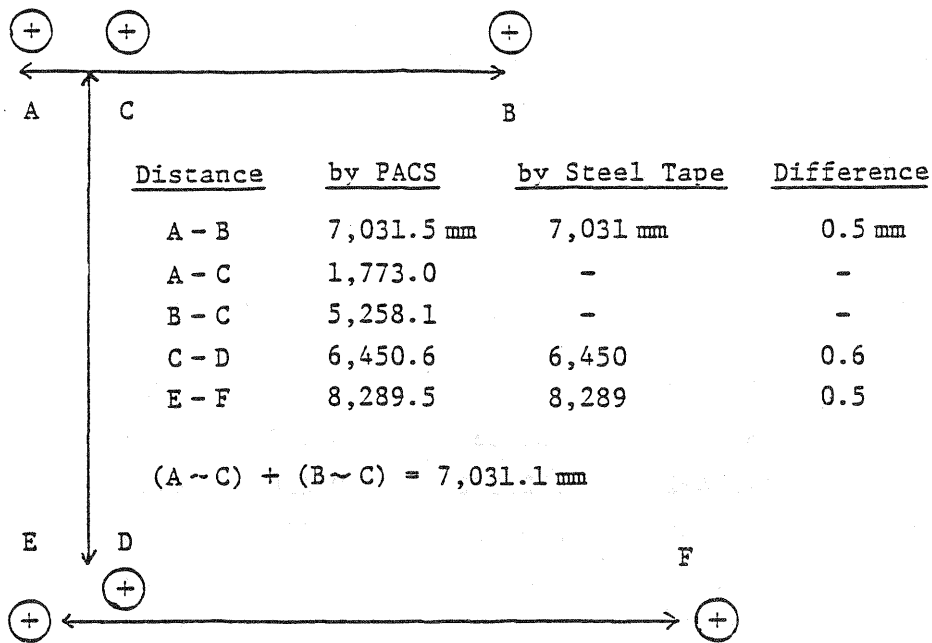 A C B
Distance by PACS by Steel Tape Difference
A - B 7,031.5 mm 7,031 mm 0.5 mm
A - C 1,773.0 - -
B - C 5,258.1 - -
C - D 6,450.6 6,450 0.6
E - F 8,289.5 8,289 0.5
(A ~ C) + (B ~ C) = 7,031.1 mm
E D F